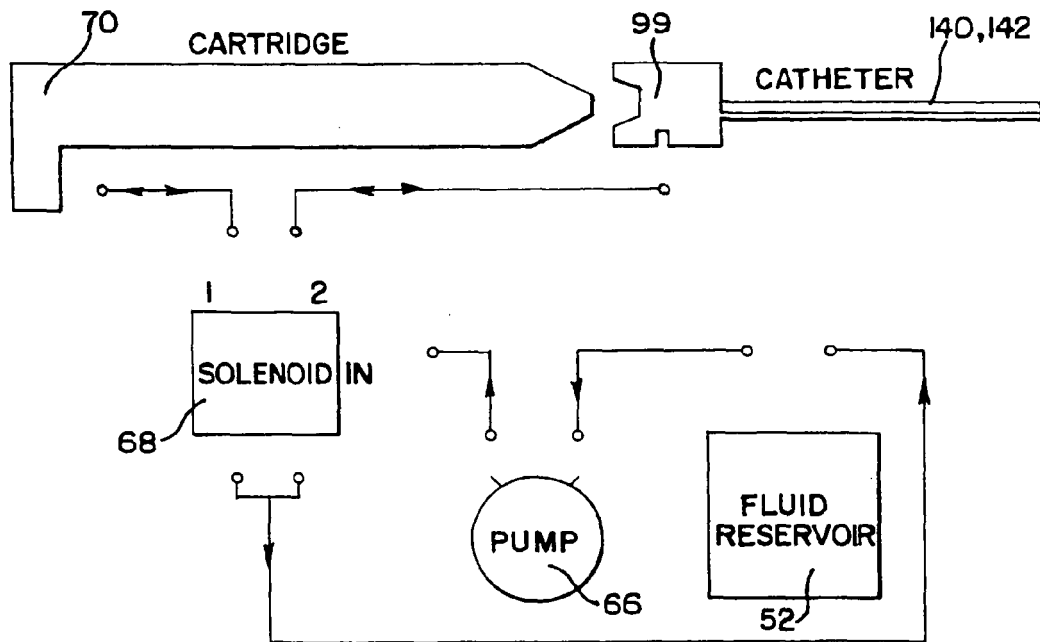 70
CARTRIDGE
99
140,142
CATHETER
1 2
SOLENOID IN
68
PUMP
66
FLUID
RESERVOIR
52